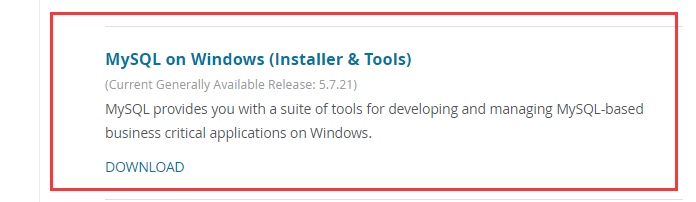 MySQL on Windows (Installer & Tools)
(Current Generally Available Release: 5.7.21)
MySQL provides you with a suite of tools for developing and managing MySQL-based
business critical applications on Windows.
DOWNLOAD